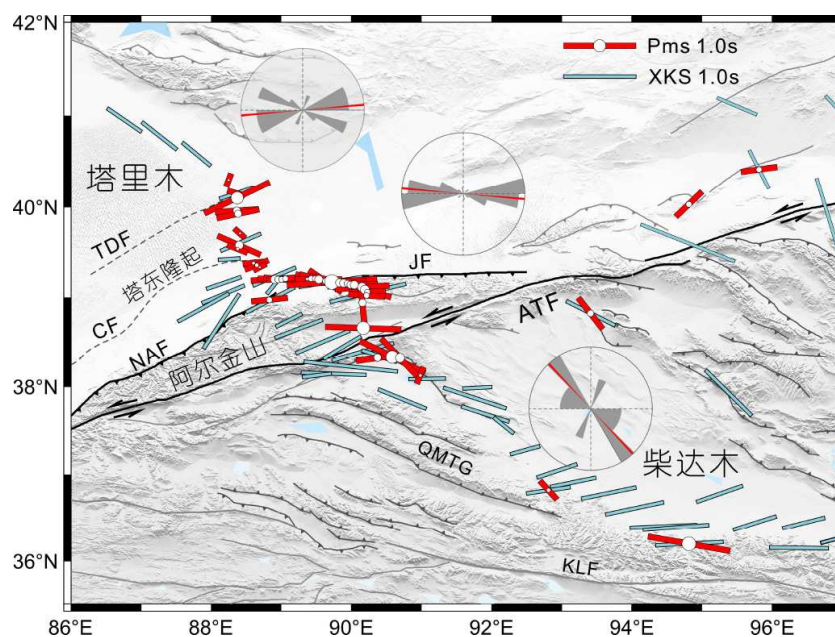 42°N
40°N
38°N
36°N
86°E
88°E
90°E
92°E
94°E
96°E
Pms 1.0s
XKS 1.0s
塔里木
TDF
塔东隆起
CF
NAF
阿尔金山
JF
ATF
QMTG
柴达木
KLF